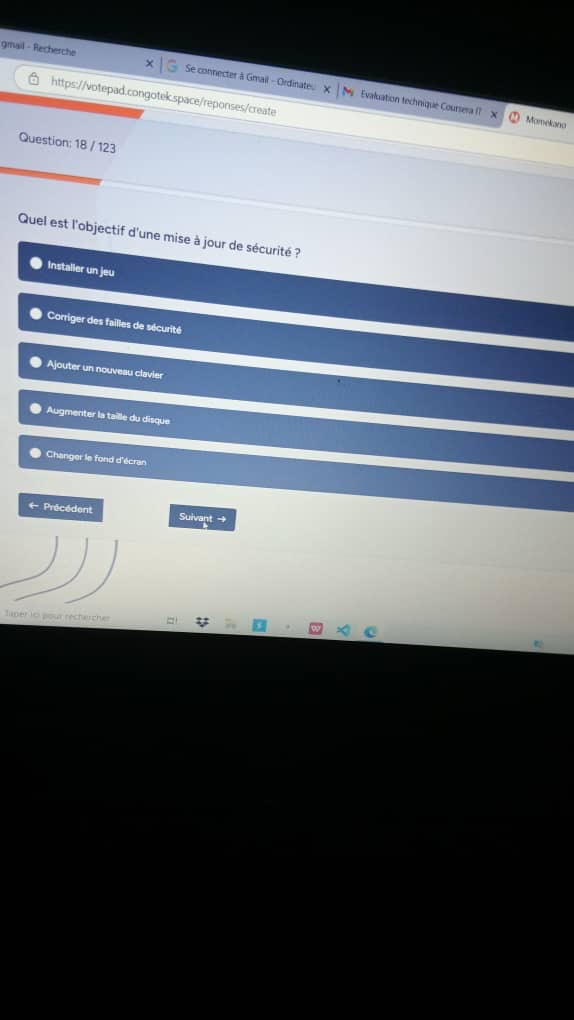 gmail - Recherche
Se connecter à Gmail - Ordinateu
Evaluation technique Coursera IT
Momekano
https://votepad.congotek.space/reponses/create
Question: 18 / 123
Quel est l'objectif d'une mise à jour de sécurité ?
Installer un jeu
Corriger des failles de sécurité
Ajouter un nouveau clavier
Augmenter la taille du disque
Changer le fond d'écran
← Précédent
Suivant →
Taper ici pour rechercher